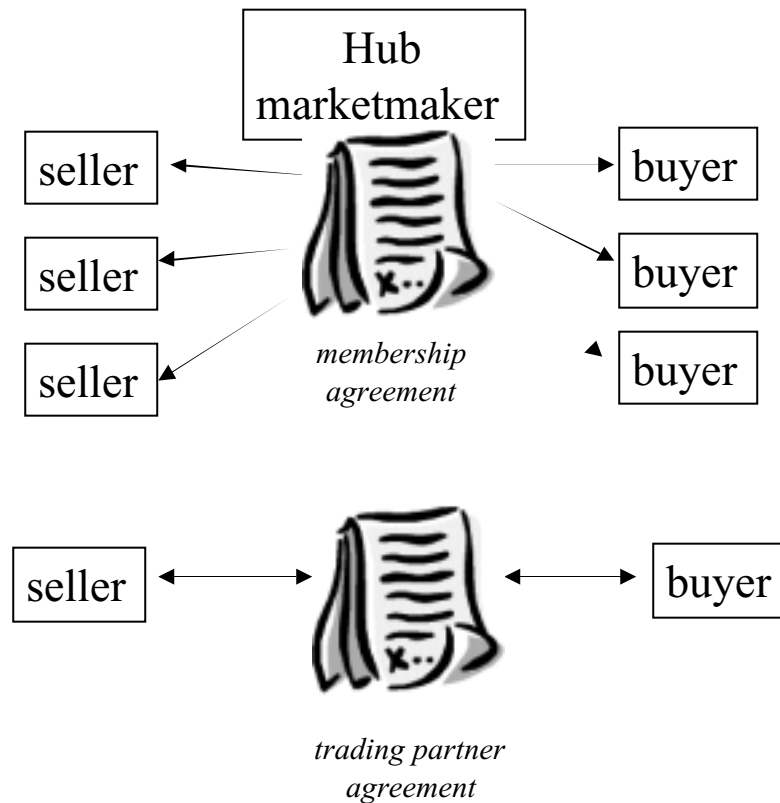 Hub
marketmaker
seller
buyer
seller
buyer
seller
buyer
x..
membership
agreement
seller
buyer
x..
trading partner
agreement